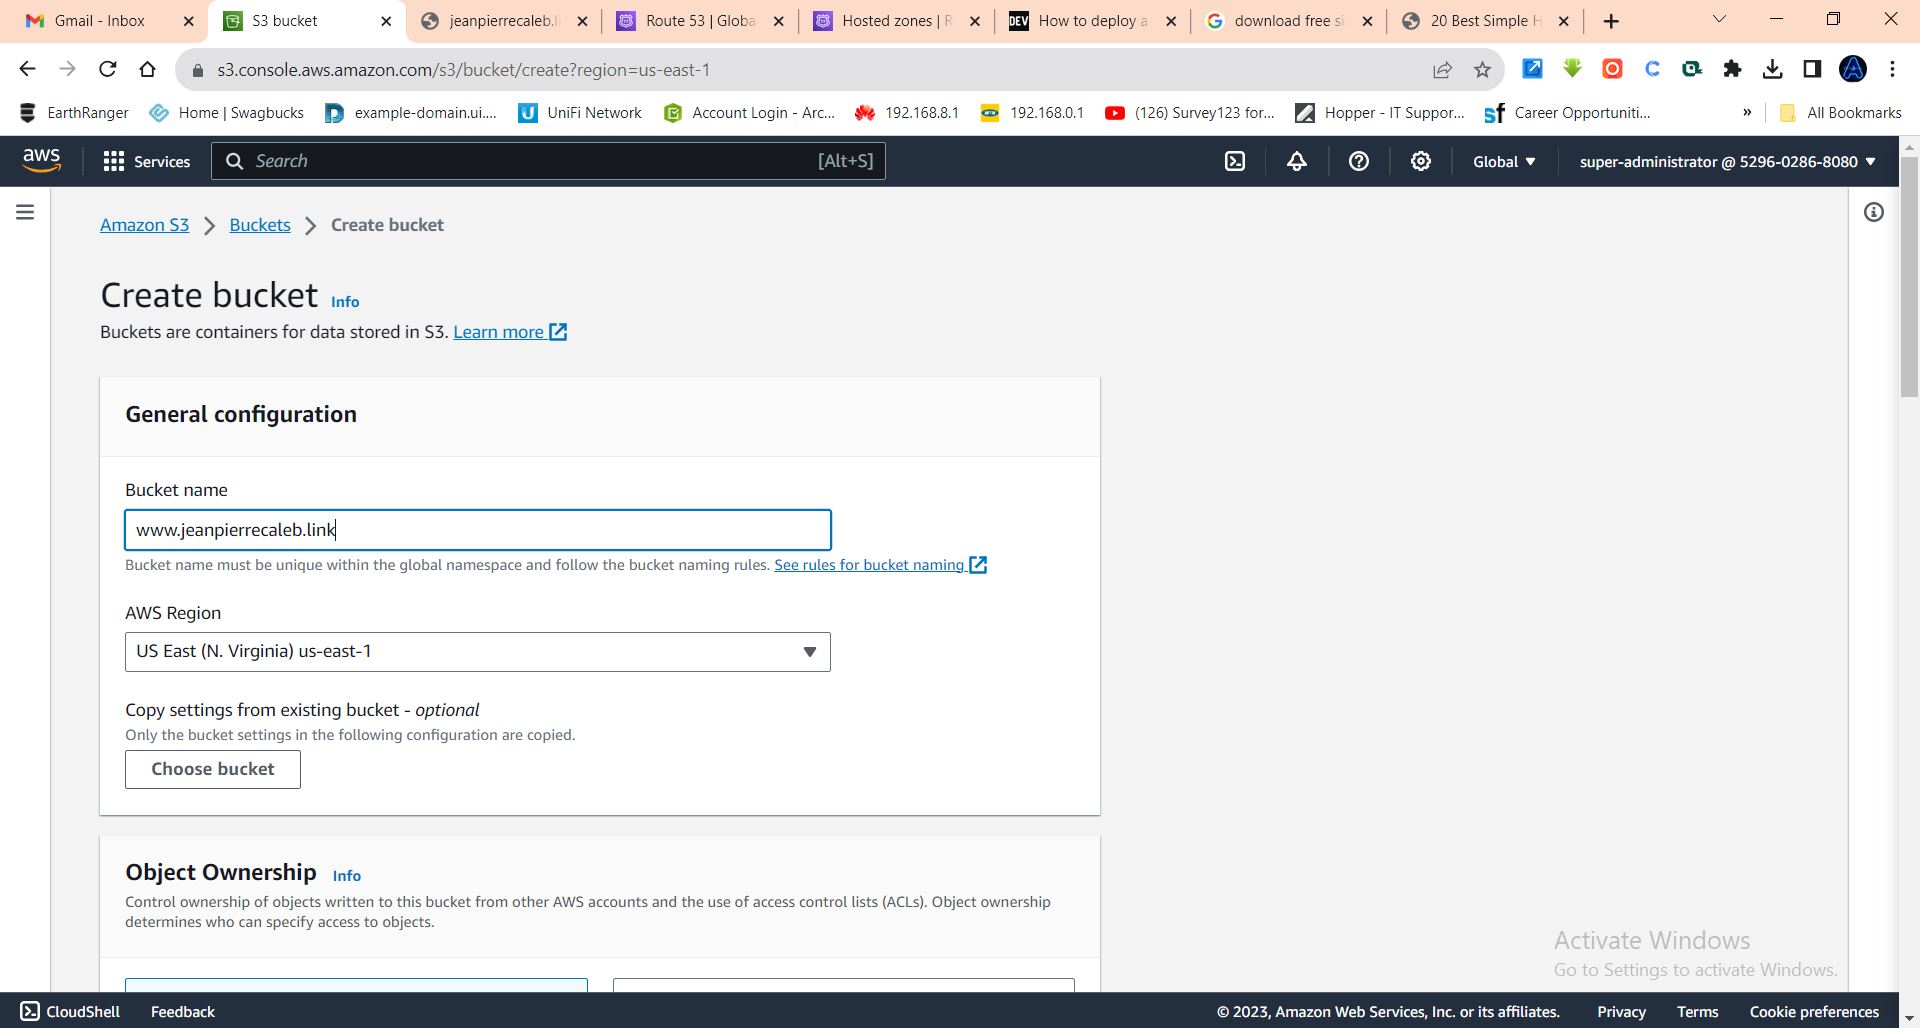 Gmail - Inbox
S3 bucket
jeanpierrecaleb.li
Route 53 | Globa
Hosted zones | R
DEV How to deploy a
download free si
20 Best Simple H
s3.console.aws.amazon.com/s3/bucket/create?region=us-east-1
EarthRanger
Home | Swagbucks
example-domain.ui....
UniFi Network
Account Login - Arc...
192.168.8.1
192.168.0.1
(126) Survey123 for...
Hopper - IT Suppor...
Career Opportuniti...
» All Bookmarks
aws
Services
Search [Alt+S]
Global
super-administrator @ 5296-0286-8080
Amazon S3 > Buckets > Create bucket
Create bucket Info
Buckets are containers for data stored in S3. Learn more
General configuration
Bucket name
www.jeanpierrecaleb.link
Bucket name must be unique within the global namespace and follow the bucket naming rules. See rules for bucket naming
AWS Region
US East (N. Virginia) us-east-1
Copy settings from existing bucket - optional
Only the bucket settings in the following configuration are copied.
Choose bucket
Object Ownership Info
Control ownership of objects written to this bucket from other AWS accounts and the use of access control lists (ACLs). Object ownership
determines who can specify access to objects.
Activate Windows
Go to Settings to activate Windows.
CloudShell
Feedback
© 2023, Amazon Web Services, Inc. or its affiliates.
Privacy
Terms
Cookie preferences